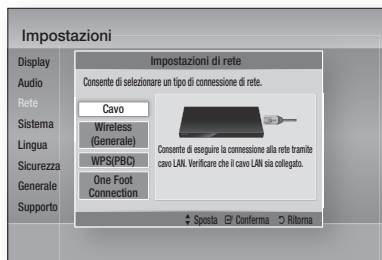 Impostazioni
Display
Audio
Rete
Sistema
Lingua
Sicurezza
Generale
Supporto
Impostazioni di rete
Consente di selezionare un tipo di connessione di rete.
Cavo
Wireless
(Generale)
WPS(PBC)
One Foot
Connection
Consente di eseguire la connessione alla rete tramite
cavo LAN. Verificare che il cavo LAN sia collegato.
Sposta Conferma Ritorna